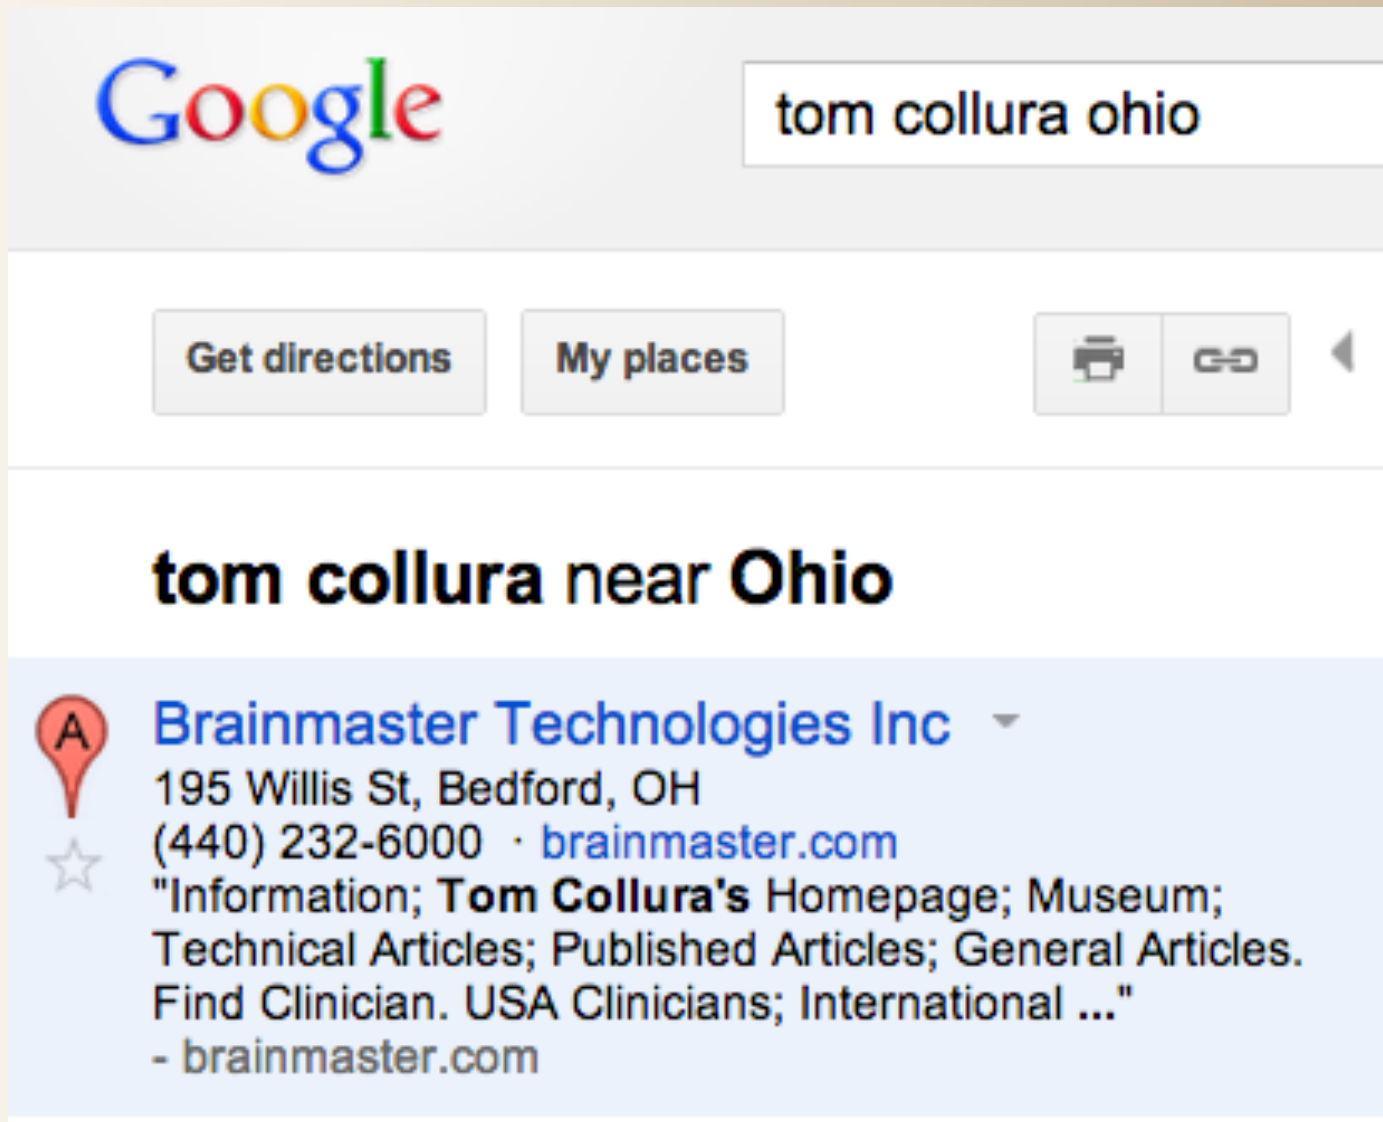 Google
tom collura ohio
Get directions
My places
tom collura near Ohio
A
Brainmaster Technologies Inc
195 Willis St, Bedford, OH
(440) 232-6000 · brainmaster.com
"Information; Tom Collura's Homepage; Museum;
Technical Articles; Published Articles; General Articles.
Find Clinician. USA Clinicians; International ..."
- brainmaster.com